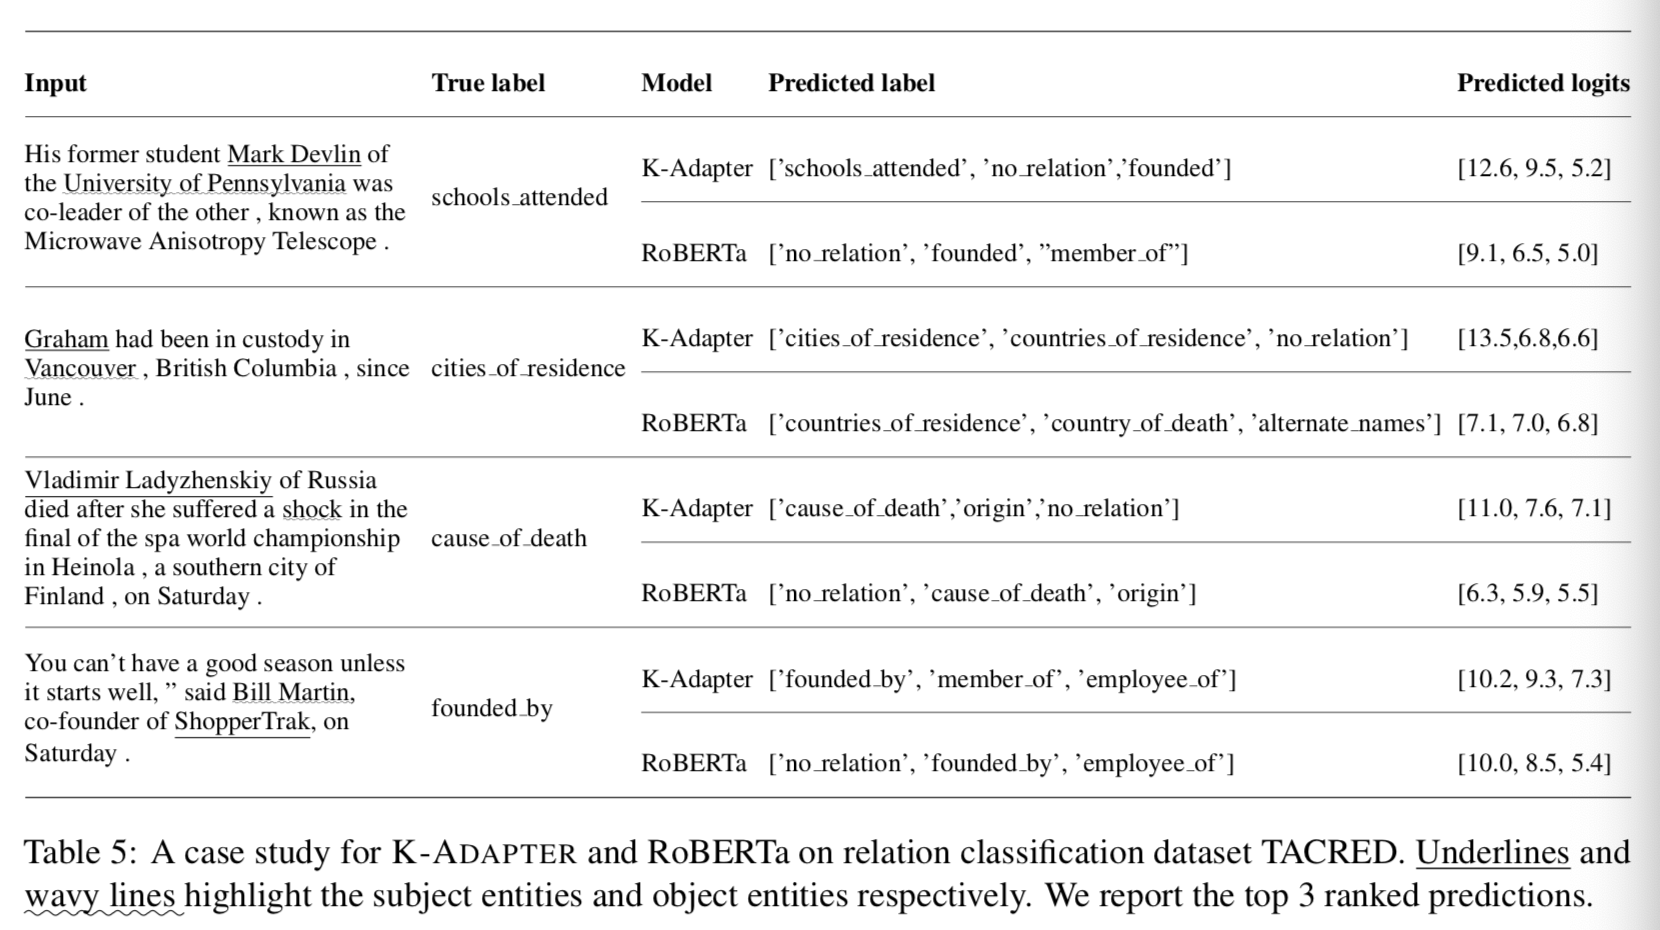 Input True label Model Predicted label Predicted logits
His former student Mark Devlin of
the University of Pennsylvania was
co-leader of the other , known as the
Microwave Anisotropy Telescope .
schools_attended
K-Adapter ['schools_attended', 'no_relation','founded'] [12.6, 9.5, 5.2]
RoBERTa ['no_relation', 'founded', ”member_of”] [9.1, 6.5, 5.0]
Graham had been in custody in
Vancouver , British Columbia , since
June .
cities_of_residence
K-Adapter ['cities_of_residence', 'countries_of_residence', 'no_relation'] [13.5,6.8,6.6]
RoBERTa ['countries_of_residence', 'country_of_death', 'alternate_names'] [7.1, 7.0, 6.8]
Vladimir Ladyzhenskiy of Russia
died after she suffered a shock in the
final of the spa world championship
in Heinola , a southern city of
Finland , on Saturday .
cause_of_death
K-Adapter ['cause_of_death','origin','no_relation'] [11.0, 7.6, 7.1]
RoBERTa ['no_relation', 'cause_of_death', 'origin'] [6.3, 5.9, 5.5]
You can't have a good season unless
it starts well, ” said Bill Martin,
co-founder of ShopperTrak, on
Saturday .
founded_by
K-Adapter ['founded_by', 'member_of', 'employee_of'] [10.2, 9.3, 7.3]
RoBERTa ['no_relation', 'founded_by', 'employee_of'] [10.0, 8.5, 5.4]
Table 5: A case study for K-ADAPTER and RoBERTa on relation classification dataset TACRED. Underlines and
wavy lines highlight the subject entities and object entities respectively. We report the top 3 ranked predictions.